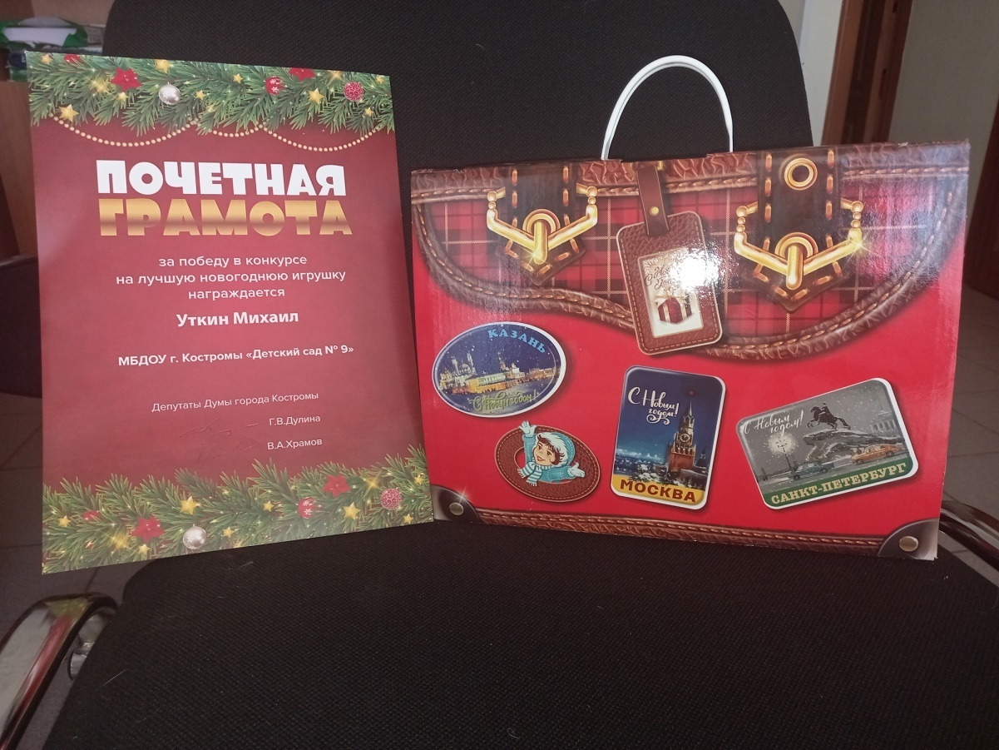 ПОЧЕТНАЯ
ГРАМОТА
за победу в конкурсе
на лучшую новогоднюю игрушку
награждается
Уткин Михаил
МБДОУ г. Костромы «Детский сад № 9»
Депутаты Думы города Костромы
Г.В.Дулина
В.А.Храмов
КАЗАНЬ
С Новым годом!
С Новым
годом!
МОСКВА
С Новым
годом!
САНКТ-ПЕТЕРБУРГ